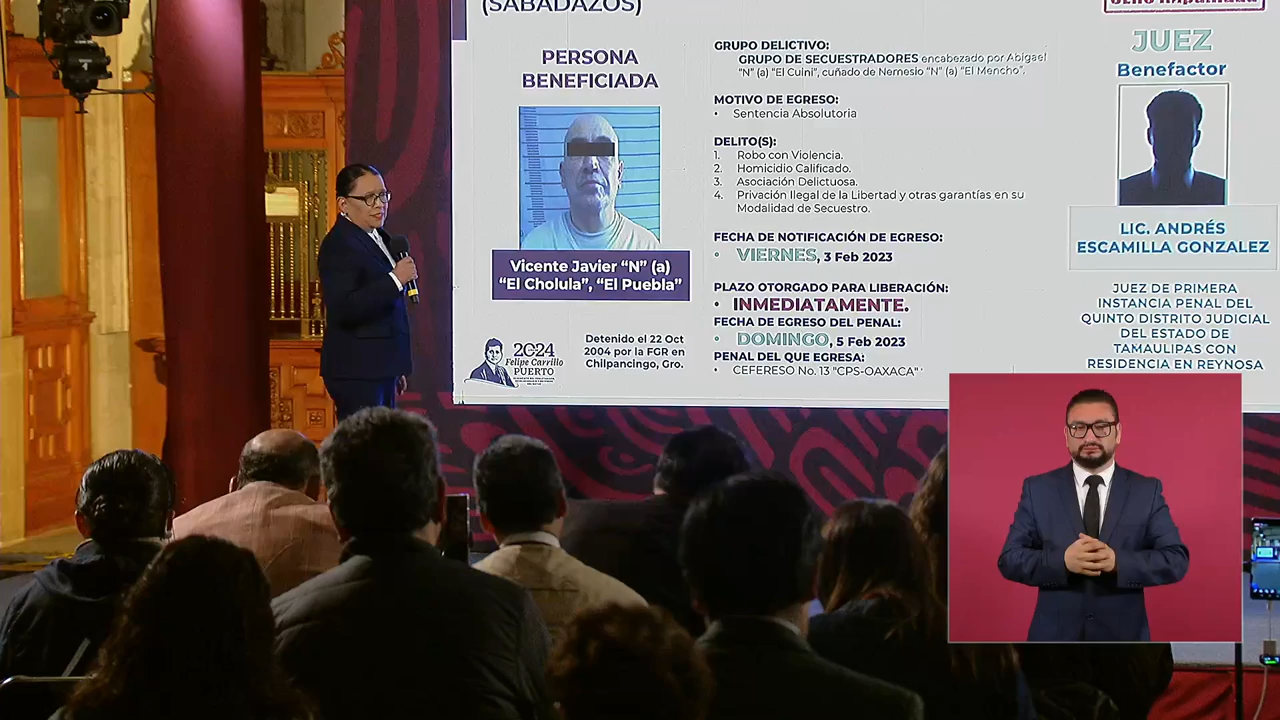 (SABADAZOS)
PERSONA
BENEFICIADA
Vicente Javier “N” (a)
“El Cholula”, “El Puebla”
2024
Felipe Carrillo
PUERTO
Detenido el 22 Oct
2004 por la FGR en
Chilpancingo, Gro.
GRUPO DELICTIVO:
GRUPO DE SECUESTRADORES encabezado por Abigael
“N” (a) “El Cuini”, cuñado de Nemesio “N” (a) “El Mencho”.
MOTIVO DE EGRESO:
• Sentencia Absolutoria
DELITO(S):
1. Robo con Violencia.
2. Homicidio Calificado.
3. Asociación Delictuosa.
4. Privación Ilegal de la Libertad y otras garantías en su
Modalidad de Secuestro.
FECHA DE NOTIFICACIÓN DE EGRESO:
• VIERNES, 3 Feb 2023
PLAZO OTORGADO PARA LIBERACIÓN:
• INMEDIATAMENTE.
FECHA DE EGRESO DEL PENAL:
• DOMINGO, 5 Feb 2023
PENAL DEL QUE EGRESA:
• CEFERESO No. 13 "CPS-OAXACA"
JUEZ
Benefactor
LIC. ANDRÉS
ESCAMILLA GONZALEZ
JUEZ DE PRIMERA
INSTANCIA PENAL DEL
QUINTO DISTRITO JUDICIAL
DEL ESTADO DE
TAMAULIPAS CON
RESIDENCIA EN REYNOSA